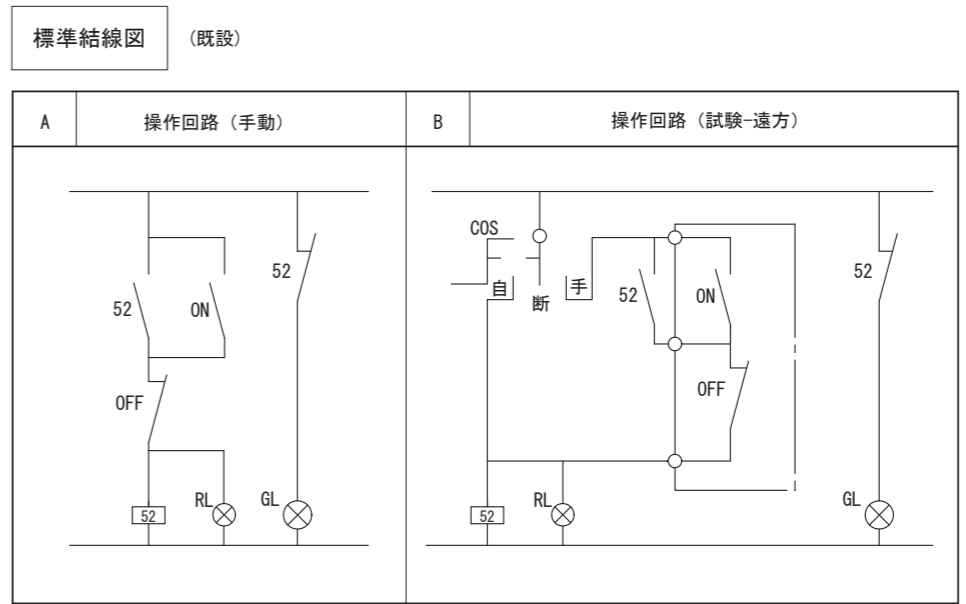 標準結線図 (既設)
A 操作回路（手動） B 操作回路（試験−遠方）
COS
52 52
自 手 52 ON
断
52 ON
OFF
OFF
RL GL RL GL
52 52